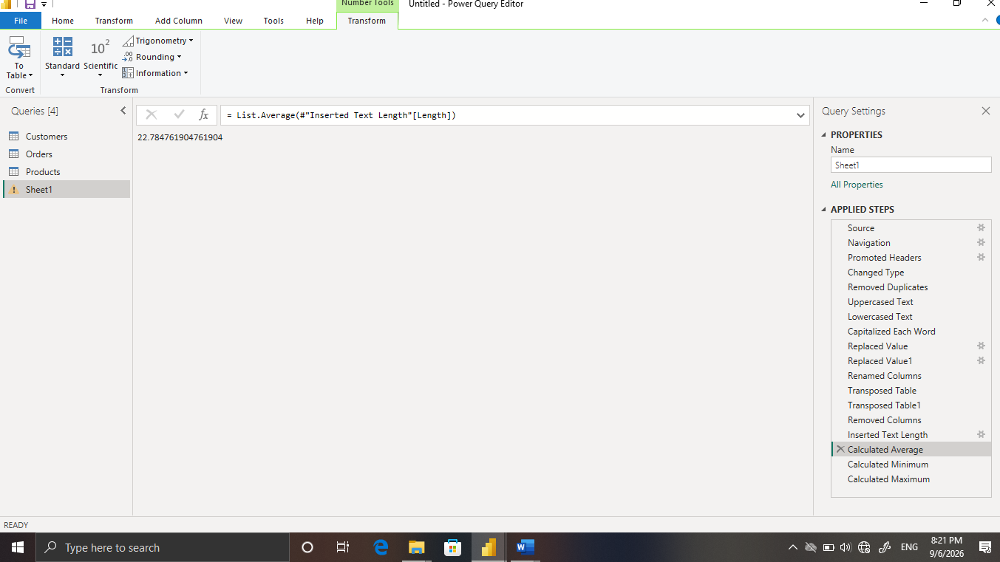 Number Tools
Untitled - Power Query Editor
File Home Transform Add Column View Tools Help Transform
To Table
Convert
Standard
Scientific
10²
Trigonometry
.00 Rounding
Information
Transform
Queries [4]
Customers
Orders
Products
Sheet1
fx
= List.Average(#"Inserted Text Length"[Length])
22.784761904761904
Query Settings
PROPERTIES
Name
Sheet1
All Properties
APPLIED STEPS
Source
Navigation
Promoted Headers
Changed Type
Removed Duplicates
Uppercased Text
Lowercased Text
Capitalized Each Word
Replaced Value
Replaced Value1
Renamed Columns
Transposed Table
Transposed Table1
Removed Columns
Inserted Text Length
Calculated Average
Calculated Minimum
Calculated Maximum
READY
Type here to search
ENG
8:21 PM
9/6/2026